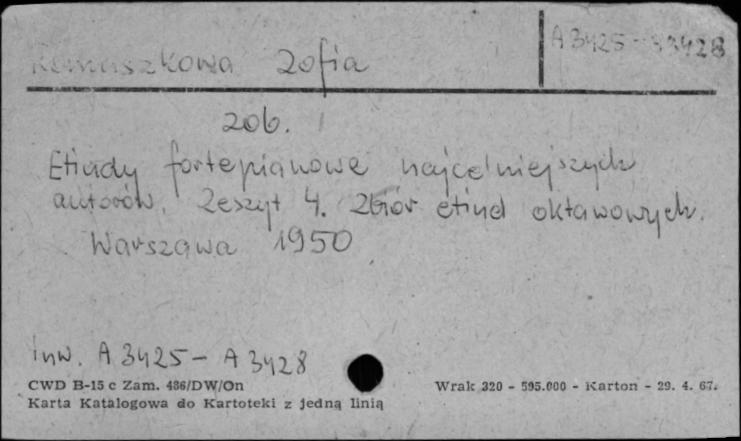 Romaszkowa Zofia
A 3425 - A 3428
zob.
Etiudy fortepianowe najcelniejszych
autorów. Zeszyt 4. Zbiór etiud oktawowych.
Warszawa 1950
inw. A 3425 - A 3428
CWD B-15 c Zam. 486/DW/On
Wrak 320 - 595.000 - Karton - 29. 4. 67.
Karta Katalogowa do Kartoteki z jedną linią